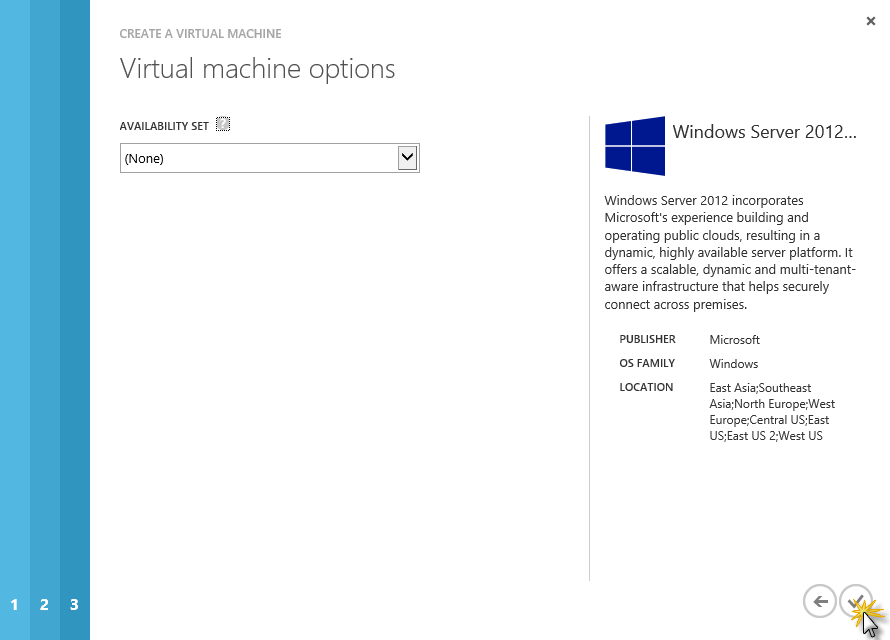 CREATE A VIRTUAL MACHINE
Virtual machine options
AVAILABILITY SET ?
(None)
Windows Server 2012...
Windows Server 2012 incorporates
Microsoft's experience building and
operating public clouds, resulting in a
dynamic, highly available server platform. It
offers a scalable, dynamic and multi-tenant-
aware infrastructure that helps securely
connect across premises.
PUBLISHER Microsoft
OS FAMILY Windows
LOCATION East Asia;Southeast
Asia;North Europe;West
Europe;Central US;East
US;East US 2;West US
1 2 3